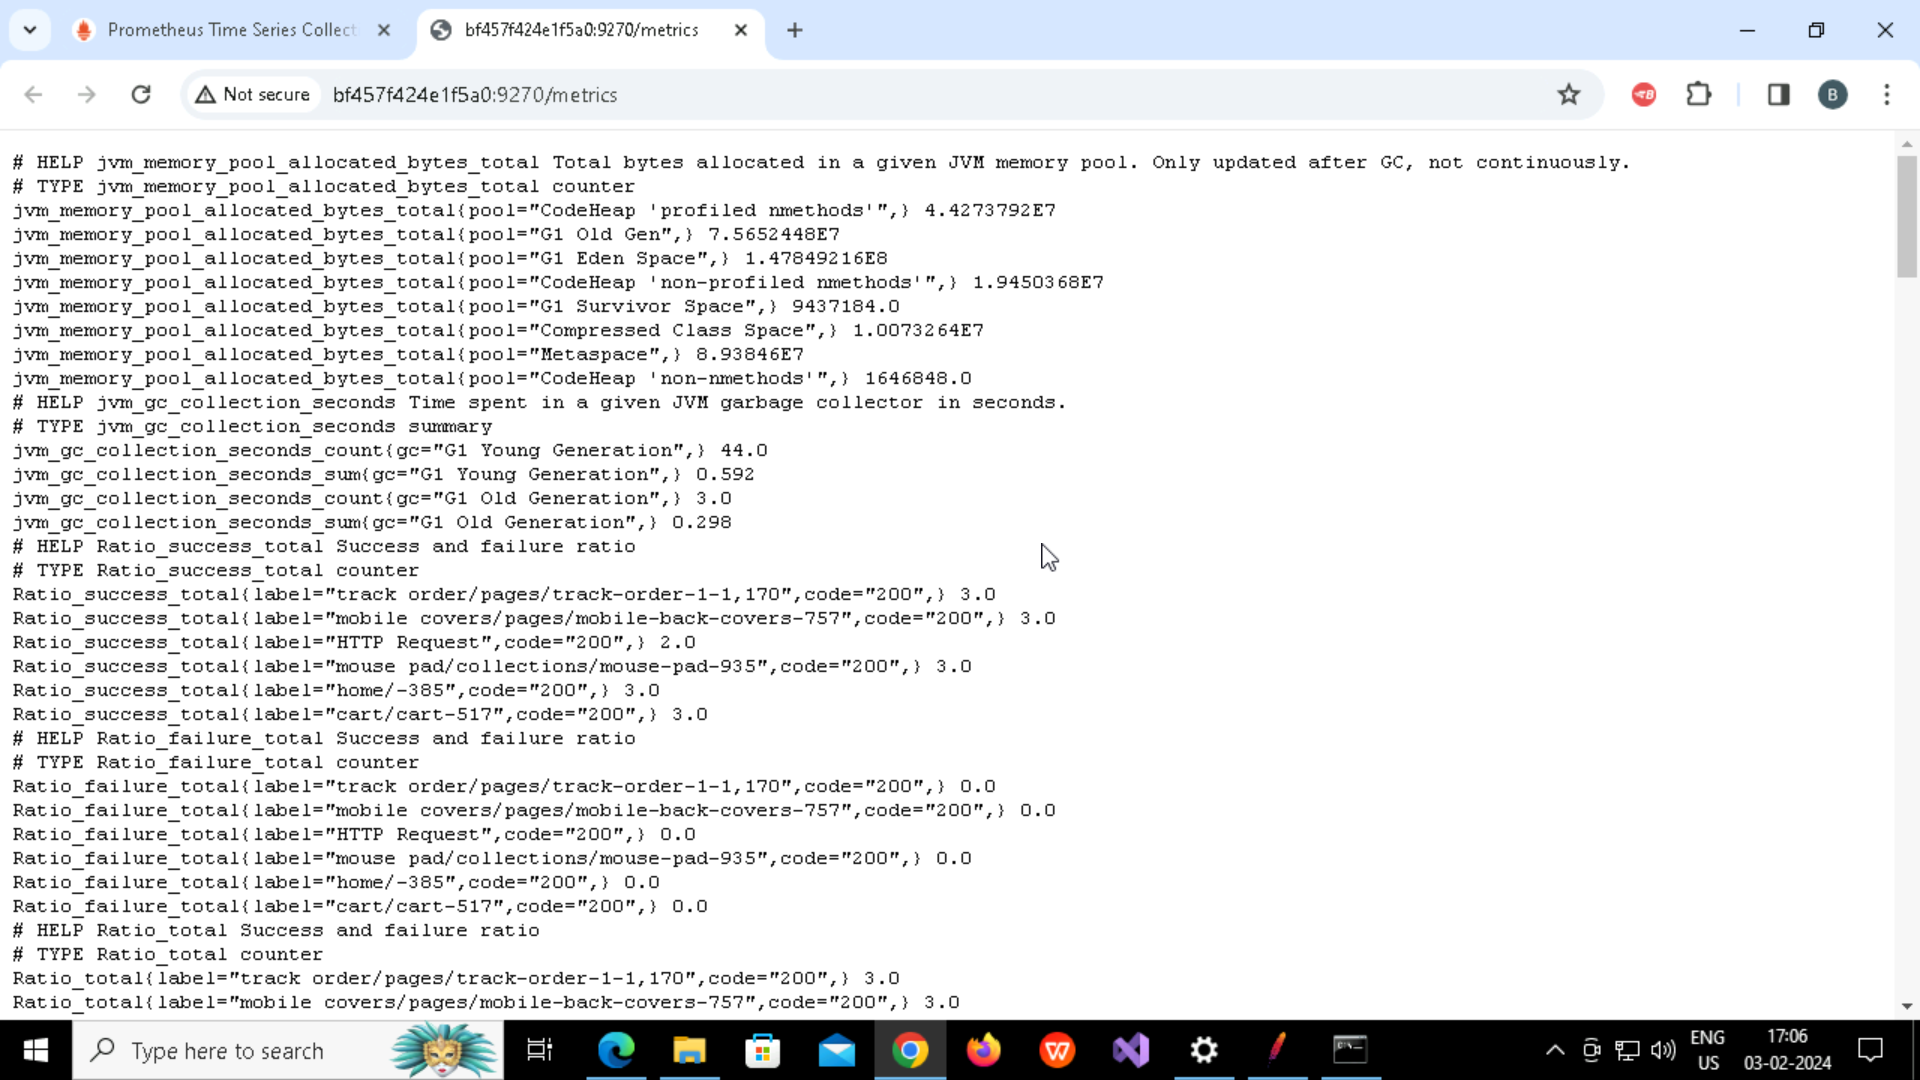 Prometheus Time Series Collect
bf457f424e1f5a0:9270/metrics
Not secure
bf457f424e1f5a0:9270/metrics
B
B
# HELP jvm_memory_pool_allocated_bytes_total Total bytes allocated in a given JVM memory pool. Only updated after GC, not continuously.
# TYPE jvm_memory_pool_allocated_bytes_total counter
jvm_memory_pool_allocated_bytes_total{pool="CodeHeap 'profiled nmethods'",} 4.4273792E7
jvm_memory_pool_allocated_bytes_total{pool="G1 Old Gen",} 7.5652448E7
jvm_memory_pool_allocated_bytes_total{pool="G1 Eden Space",} 1.47849216E8
jvm_memory_pool_allocated_bytes_total{pool="CodeHeap 'non-profiled nmethods'",} 1.9450368E7
jvm_memory_pool_allocated_bytes_total{pool="G1 Survivor Space",} 9437184.0
jvm_memory_pool_allocated_bytes_total{pool="Compressed Class Space",} 1.0073264E7
jvm_memory_pool_allocated_bytes_total{pool="Metaspace",} 8.93846E7
jvm_memory_pool_allocated_bytes_total{pool="CodeHeap 'non-nmethods'",} 1646848.0
# HELP jvm_gc_collection_seconds Time spent in a given JVM garbage collector in seconds.
# TYPE jvm_gc_collection_seconds summary
jvm_gc_collection_seconds_count{gc="G1 Young Generation",} 44.0
jvm_gc_collection_seconds_sum{gc="G1 Young Generation",} 0.592
jvm_gc_collection_seconds_count{gc="G1 Old Generation",} 3.0
jvm_gc_collection_seconds_sum{gc="G1 Old Generation",} 0.298
# HELP Ratio_success_total Success and failure ratio
# TYPE Ratio_success_total counter
Ratio_success_total{label="track order/pages/track-order-1-1,170",code="200",} 3.0
Ratio_success_total{label="mobile covers/pages/mobile-back-covers-757",code="200",} 3.0
Ratio_success_total{label="HTTP Request",code="200",} 2.0
Ratio_success_total{label="mouse pad/collections/mouse-pad-935",code="200",} 3.0
Ratio_success_total{label="home/-385",code="200",} 3.0
Ratio_success_total{label="cart/cart-517",code="200",} 3.0
# HELP Ratio_failure_total Success and failure ratio
# TYPE Ratio_failure_total counter
Ratio_failure_total{label="track order/pages/track-order-1-1,170",code="200",} 0.0
Ratio_failure_total{label="mobile covers/pages/mobile-back-covers-757",code="200",} 0.0
Ratio_failure_total{label="HTTP Request",code="200",} 0.0
Ratio_failure_total{label="mouse pad/collections/mouse-pad-935",code="200",} 0.0
Ratio_failure_total{label="home/-385",code="200",} 0.0
Ratio_failure_total{label="cart/cart-517",code="200",} 0.0
# HELP Ratio_total Success and failure ratio
# TYPE Ratio_total counter
Ratio_total{label="track order/pages/track-order-1-1,170",code="200",} 3.0
Ratio_total{label="mobile covers/pages/mobile-back-covers-757",code="200",} 3.0
Type here to search
ENG
US
17:06
03-02-2024